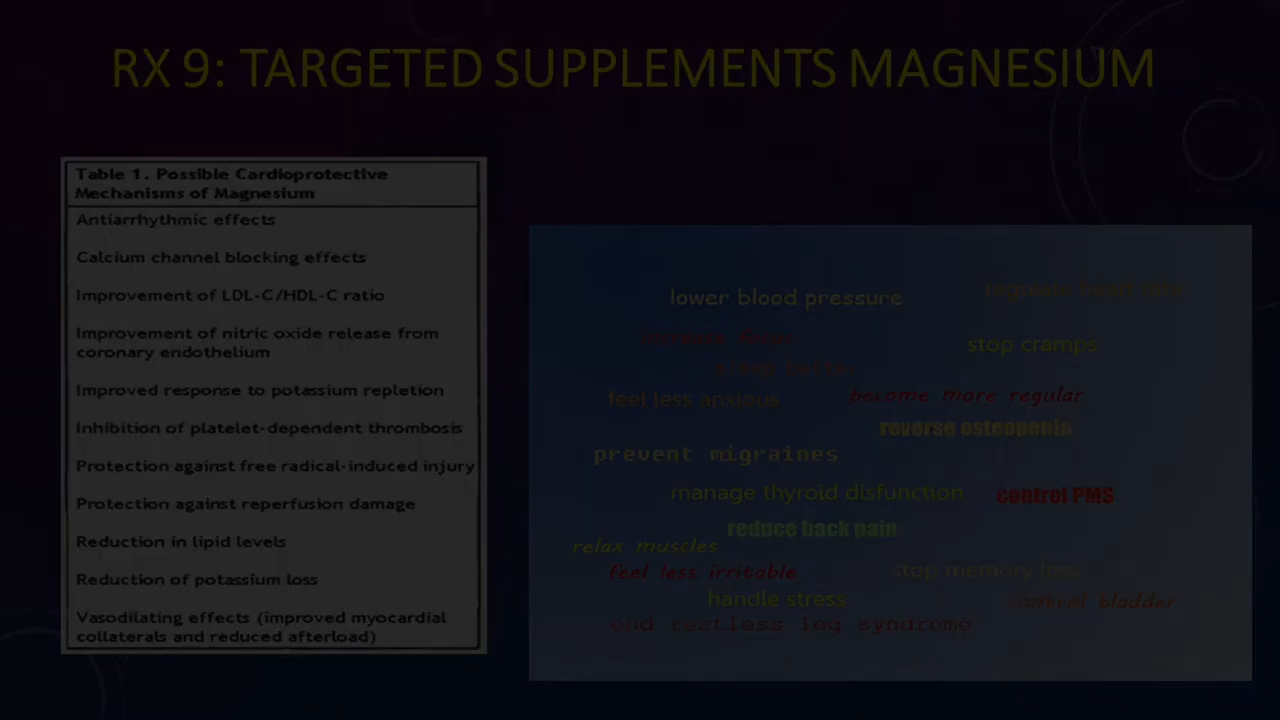 RX 9: TARGETED SUPPLEMENTS MAGNESIUM
Table 1. Possible Cardioprotective
Mechanisms of Magnesium
Antiarrhythmic effects
Calcium channel blocking effects
Improvement of LDL-C/HDL-C ratio
Improvement of nitric oxide release from
coronary endothelium
Improved response to potassium repletion
Inhibition of platelet-dependent thrombosis
Protection against free radical-induced injury
Protection against reperfusion damage
Reduction in lipid levels
Reduction of potassium loss
Vasodilating effects (improved myocardial
collaterals and reduced afterload)
lower blood pressure
stop cramps
feel less anxious
become more regular
reverse osteopenia
prevent migraines
manage thyroid disfunction
control PMS
reduce back pain
relax muscles
feel less irritable
stop memory loss
handle stress
control bladder
end restless leg syndrome